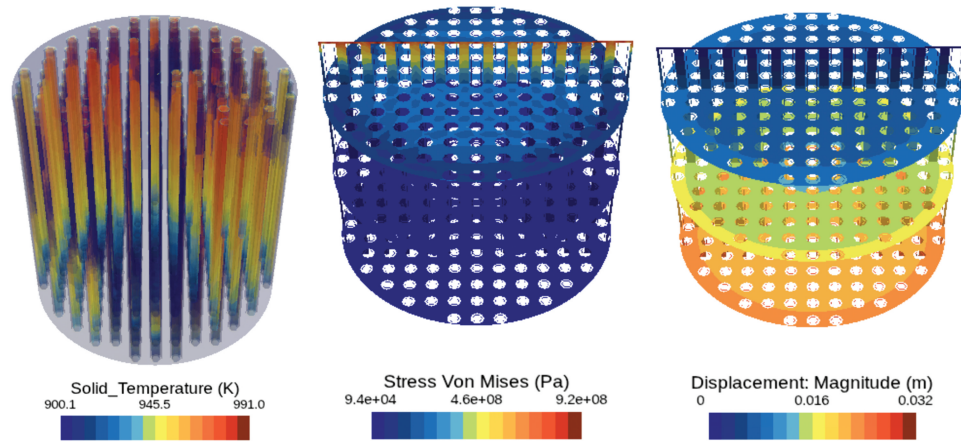 Solid_Temperature (K)
900.1 945.5 991.0
Stress Von Mises (Pa)
9.4e+04 4.6e+08 9.2e+08
Displacement: Magnitude (m)
0 0.016 0.032